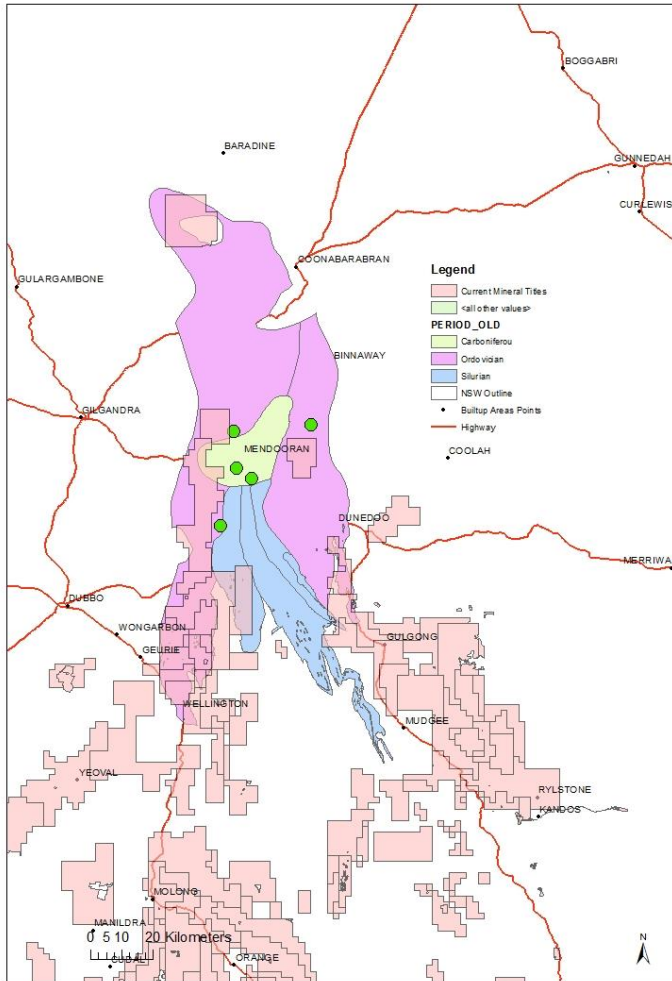 BOGGABRI
BARADINE
GUNNEDAH
CURLEWIS
COONABARABRAN
GULARGAMBONE
Legend
Current Mineral Titles
<all other values>
PERIOD_OLD
Carboniferou
Ordovician
Silurian
NSW Outline
Builtup Areas Points
Highway
BINNAWAY
GILGANDRA
MENDOORAN
COOLAH
DUNEDOO
MERRIWA
DUBBO
WONGARBON
GEURIE
GULGONG
WELLINGTON
MUDGEE
YEOVAL
RYLSTONE
KANDOS
MOLONG
MANILDRA
0 5 10 20 Kilometers
CUDAL
ORANGE
N